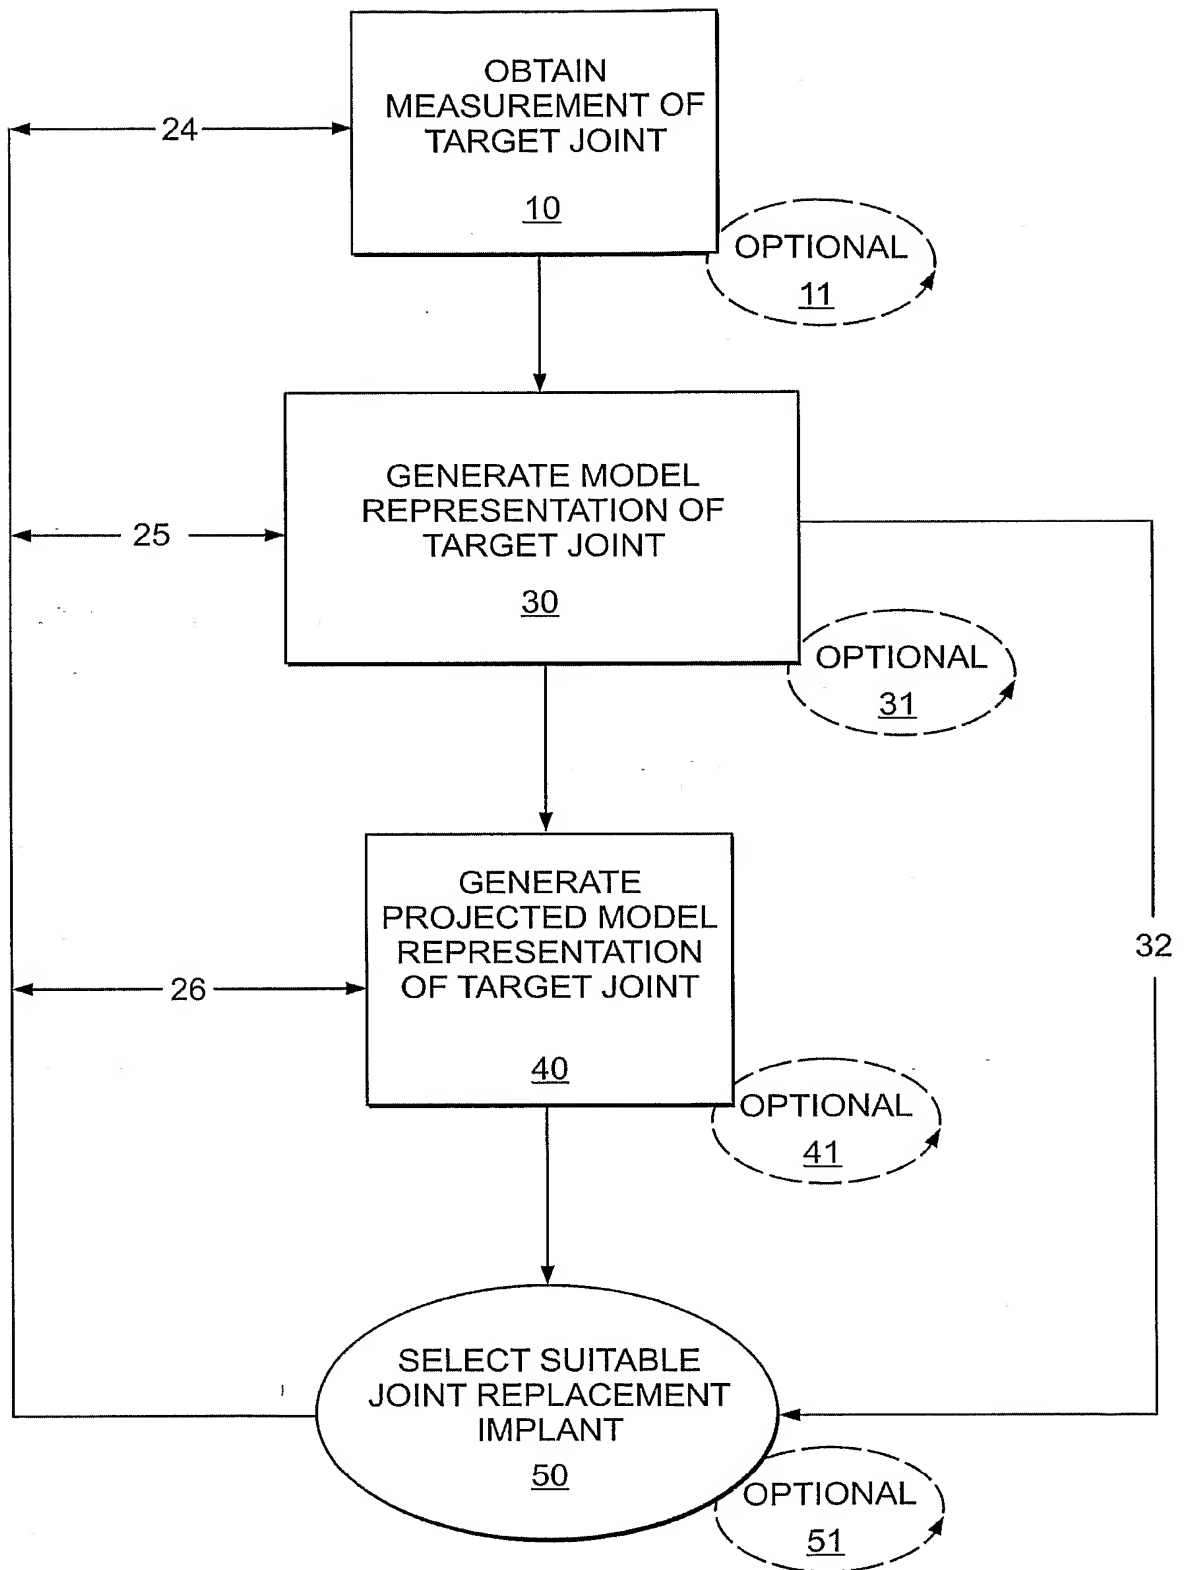 OBTAIN
MEASUREMENT OF
TARGET JOINT
10
24
OPTIONAL
11
GENERATE MODEL
REPRESENTATION OF
TARGET JOINT
30
25
OPTIONAL
31
GENERATE
PROJECTED MODEL
REPRESENTATION
OF TARGET JOINT
40
32
26
OPTIONAL
41
SELECT SUITABLE
JOINT REPLACEMENT
IMPLANT
50
OPTIONAL
51